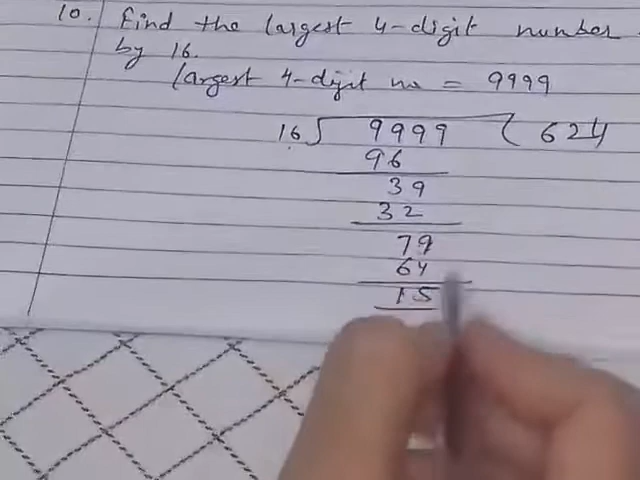 10. Find the largest 4-digit number
by 16.
largest 4-digit no = 9999
16 9999 624
96
39
32
79
64
15